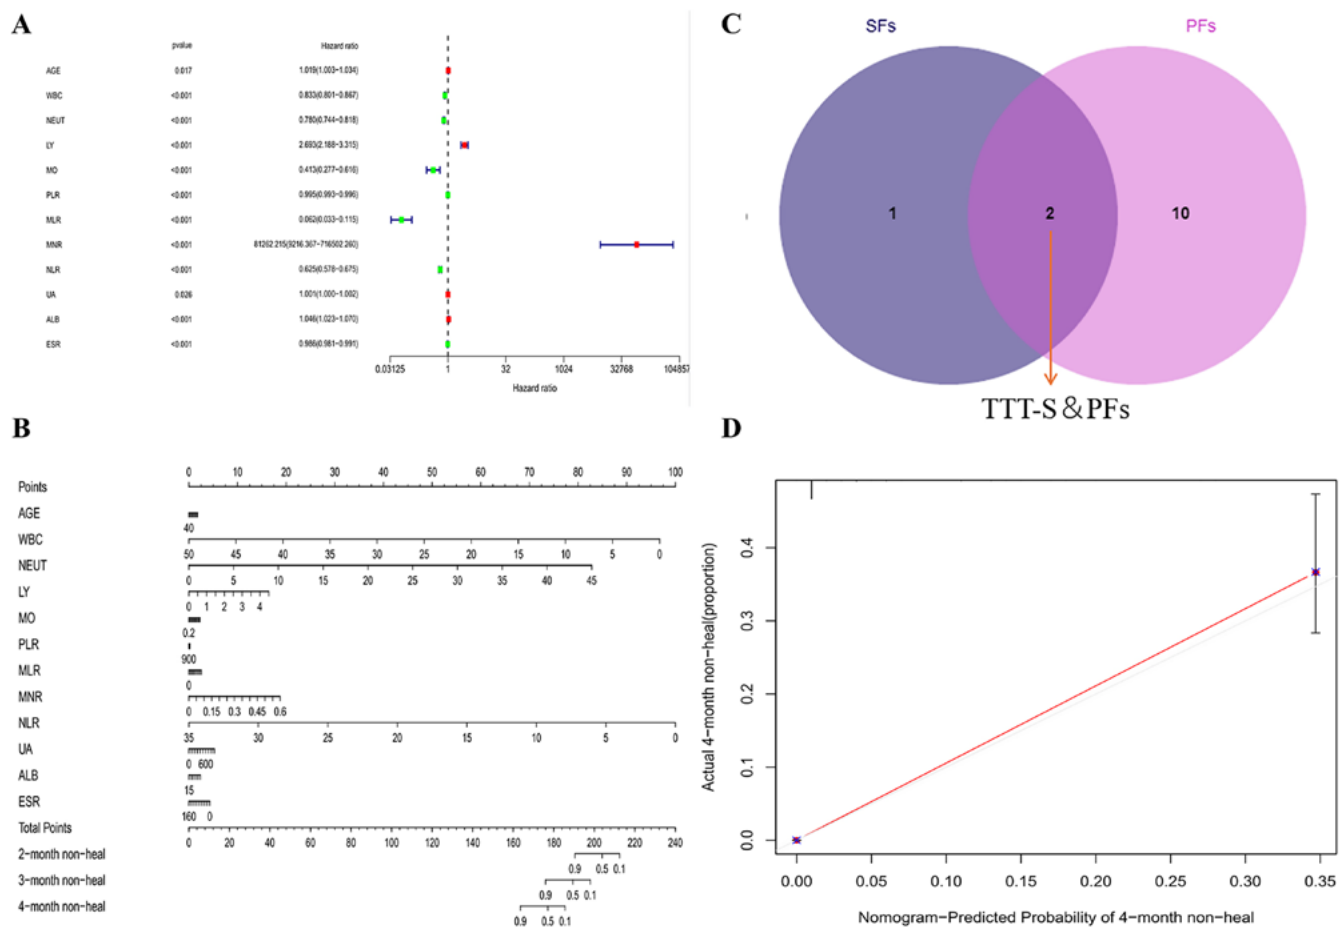 A
pvalue Hazard ratio
AGE 0.017 1.019(1.003−1.034)
WBC <0.001 0.833(0.801−0.867)
NEUT <0.001 0.780(0.744−0.818)
LY <0.001 2.693(2.188−3.315)
MO <0.001 0.413(0.277−0.616)
PLR <0.001 0.995(0.993−0.996)
MLR <0.001 0.062(0.033−0.115)
MNR <0.001 81262.215(9216.367−716502.260)
NLR <0.001 0.625(0.578−0.675)
UA 0.026 1.001(1.000−1.002)
ALB <0.001 1.046(1.023−1.070)
ESR <0.001 0.986(0.981−0.991)
0.03125 1 32 1024 32768 104857
Hazard ratio
C
SFs PFs
1 2 10
TTT-S&PFs
B
0 10 20 30 40 50 60 70 80 90 100
Points
AGE
40
WBC
50 45 40 35 30 25 20 15 10 5 0
NEUT
0 5 10 15 20 25 30 35 40 45
LY
0 1 2 3 4
MO
0.2
PLR
900
MLR
0
MNR
0 0.15 0.3 0.45 0.6
NLR
35 30 25 20 15 10 5 0
UA
0 600
ALB
15
ESR
160 0
Total Points
0 20 40 60 80 100 120 140 160 180 200 220 240
2−month non−heal
0.9 0.5 0.1
3−month non−heal
0.9 0.5 0.1
4−month non−heal
0.9 0.5 0.1
D
Actual 4−month non−heal(proportion)
0.4
0.3
0.2
0.1
0.0
0.00 0.05 0.10 0.15 0.20 0.25 0.30 0.35
Nomogram−Predicted Probability of 4−month non−heal